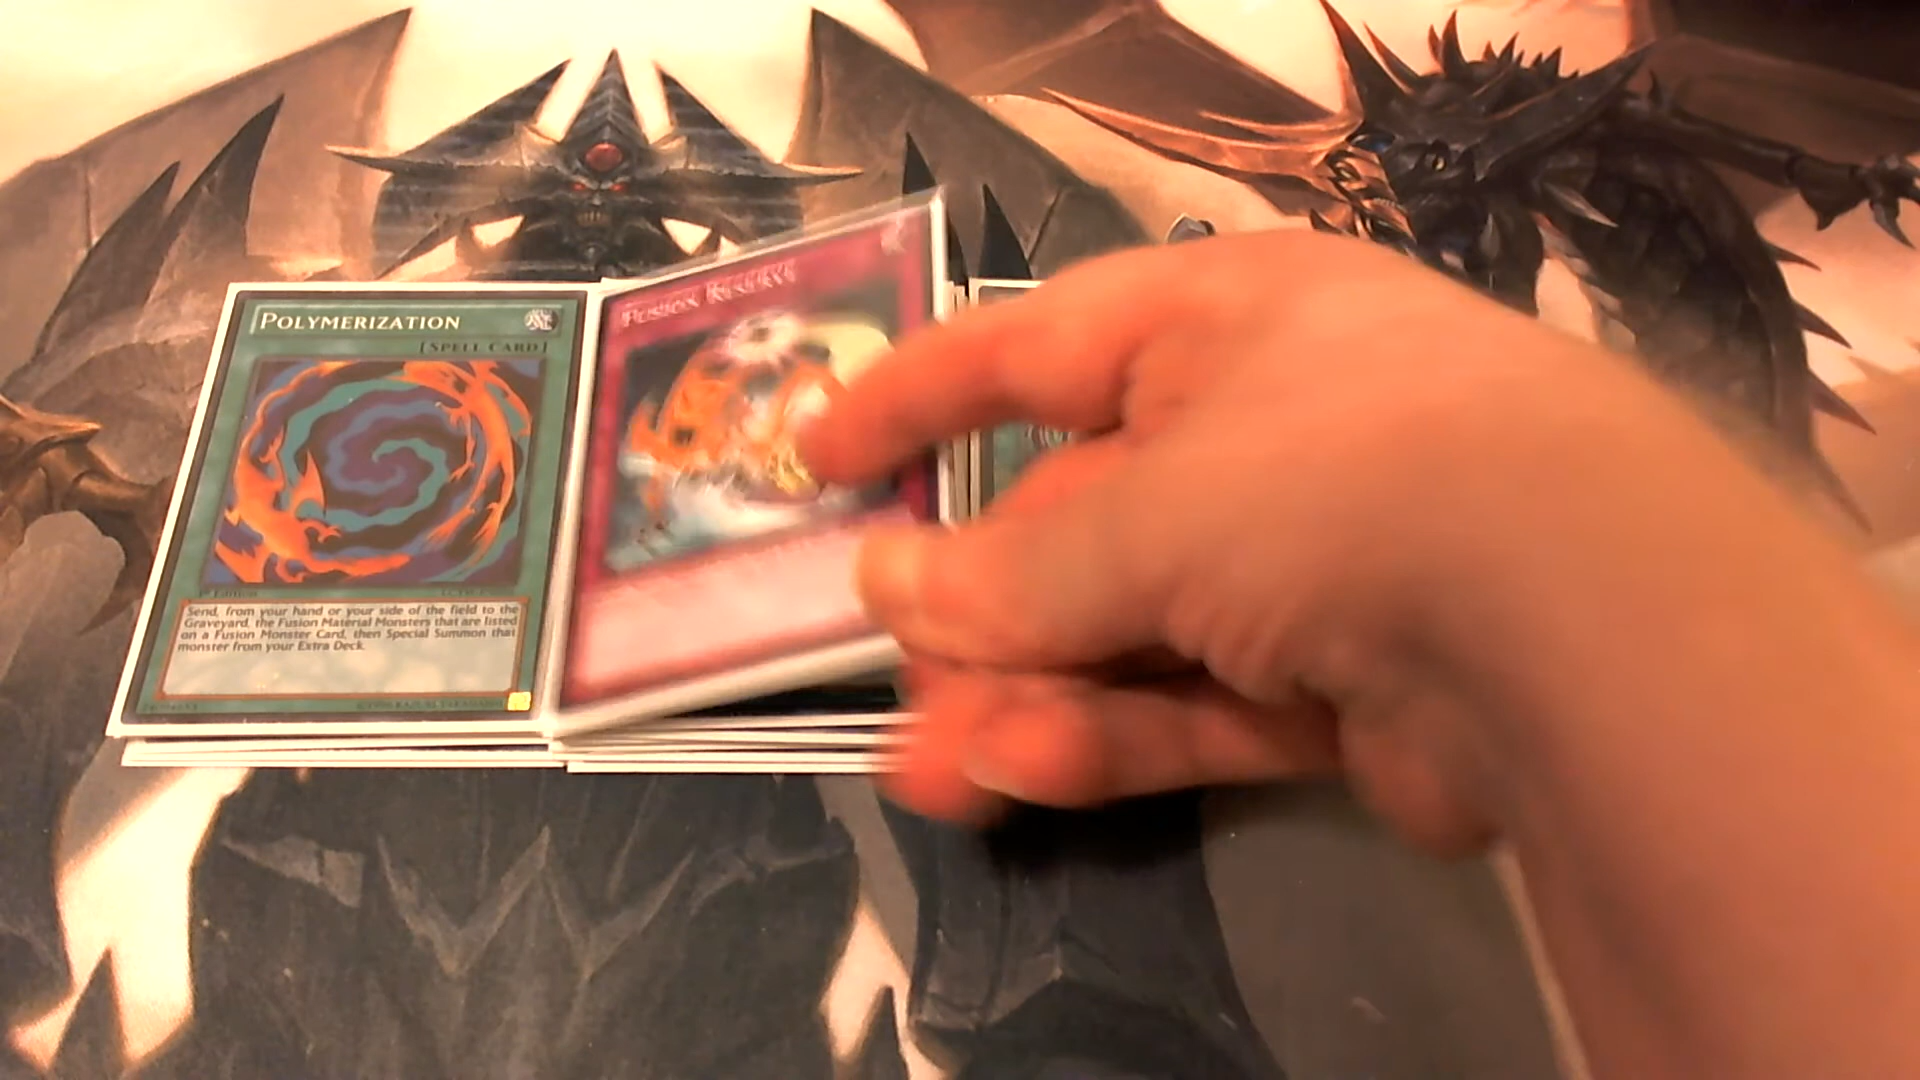 POLYMERIZATION
[SPELL CARD]
1st Edition
Send, from your hand or your side of the field to the
Graveyard, the Fusion Material Monsters that are listed
on a Fusion Monster Card, then Special Summon that
monster from your Extra Deck.
FUSION RESERVE